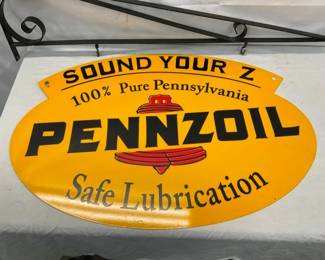 SOUND YOUR Z
100% Pure Pennsylvania
PENNZOIL
Safe Lubrication